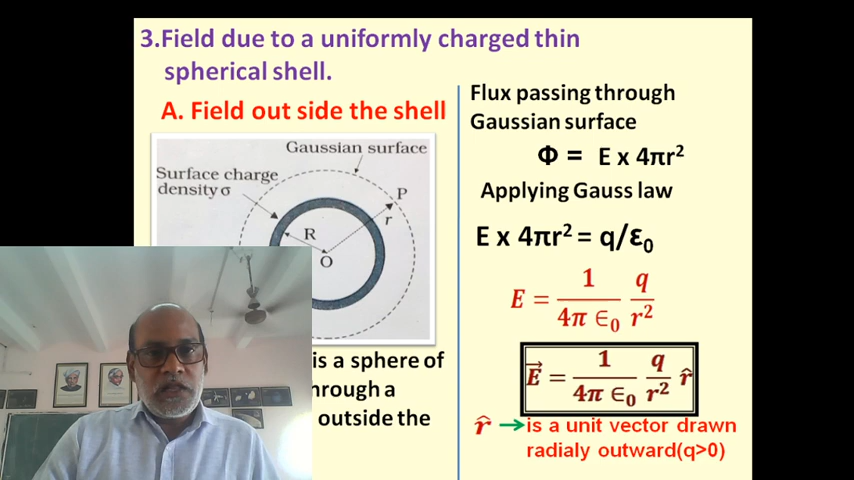 3.Field due to a uniformly charged thin
spherical shell.
A. Field out side the shell
Gaussian surface
Surface charge
density σ
P
r
R
O
is a sphere of
hrough a
outside the
Flux passing through
Gaussian surface
Φ = E x 4πr²
Applying Gauss law
E x 4πr² = q/ε₀
E = 1/4π ∈₀ q/r²
E⃗ = 1/4π ∈₀ q/r² r̂
r̂ → is a unit vector drawn
radialy outward(q>0)